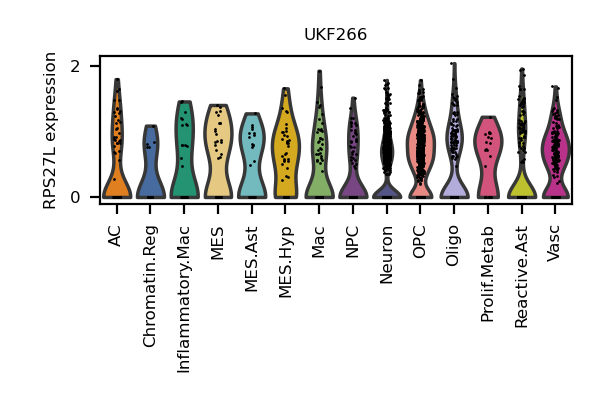 UKF266
RPS27L expression
2
0
AC
Chromatin.Reg
Inflammatory.Mac
MES
MES.Ast
MES.Hyp
Mac
NPC
Neuron
OPC
Oligo
Prolif.Metab
Reactive.Ast
Vasc